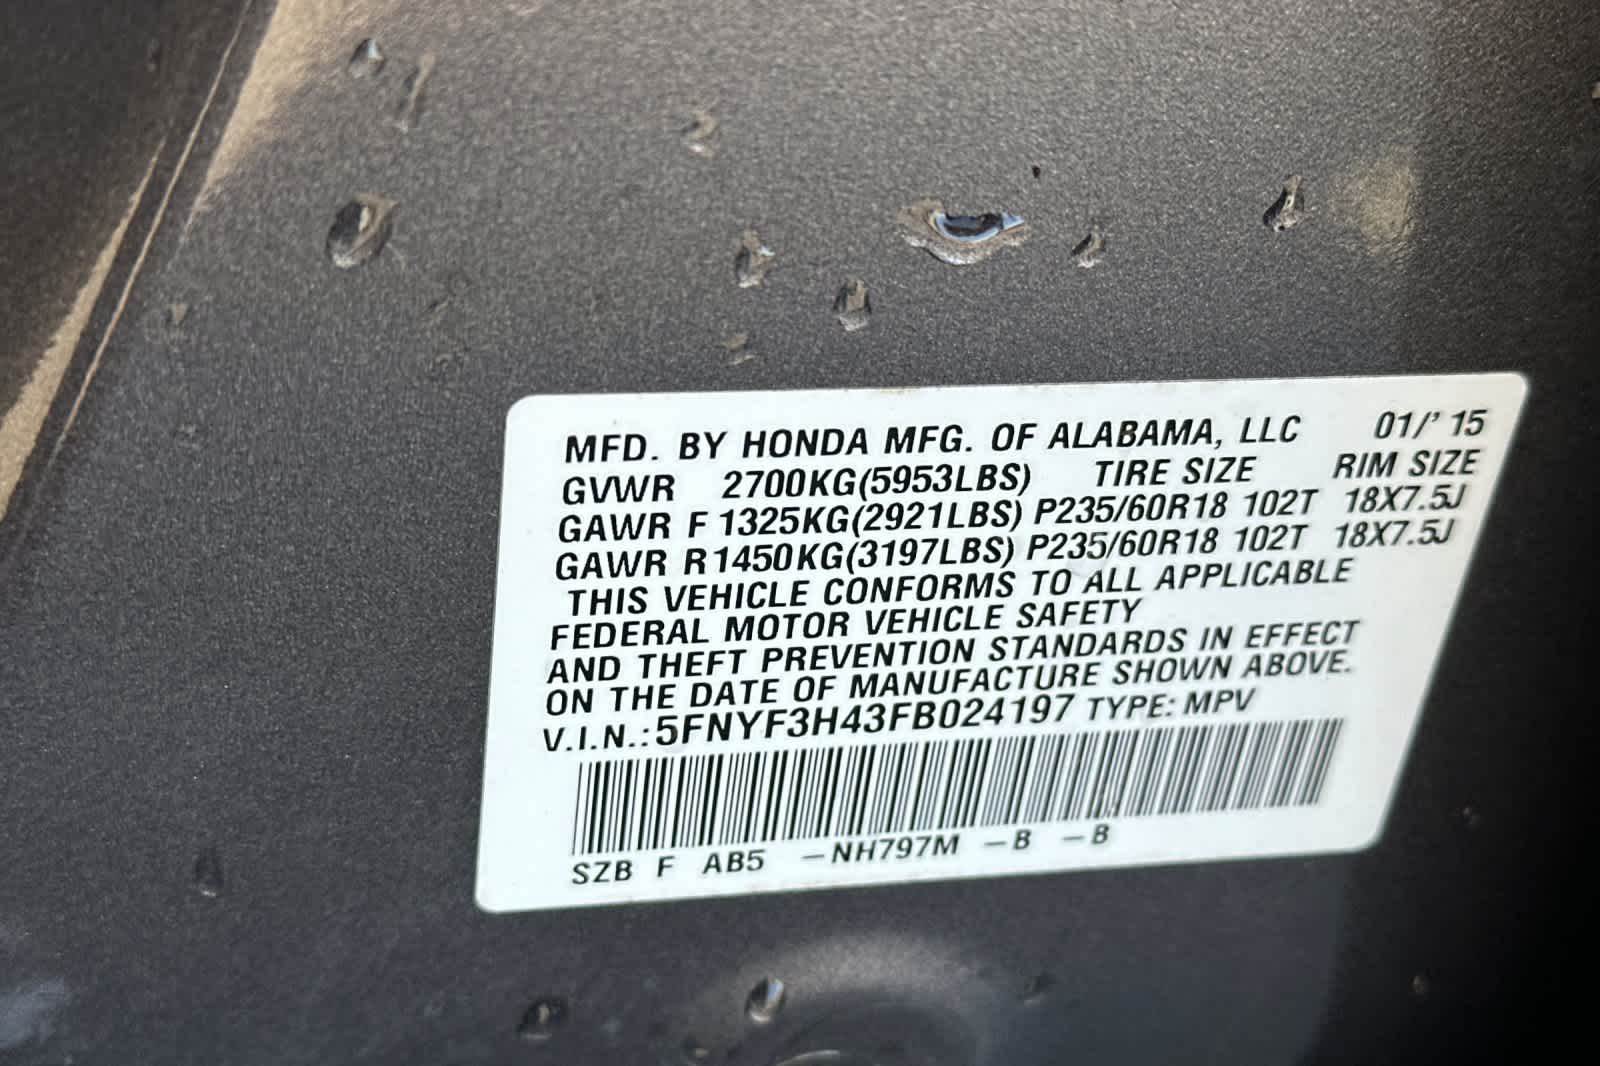 MFD. BY HONDA MFG. OF ALABAMA, LLC 01/' 15
GVWR 2700KG(5953LBS) TIRE SIZE RIM SIZE
GAWR F 1325KG(2921LBS) P235/60R18 102T 18X7.5J
GAWR R 1450KG(3197LBS) P235/60R18 102T 18X7.5J
THIS VEHICLE CONFORMS TO ALL APPLICABLE
FEDERAL MOTOR VEHICLE SAFETY
AND THEFT PREVENTION STANDARDS IN EFFECT
ON THE DATE OF MANUFACTURE SHOWN ABOVE.
V.I.N.: 5FNYF3H43FB024197 TYPE: MPV
SZB F AB5 -NH797M -B -B